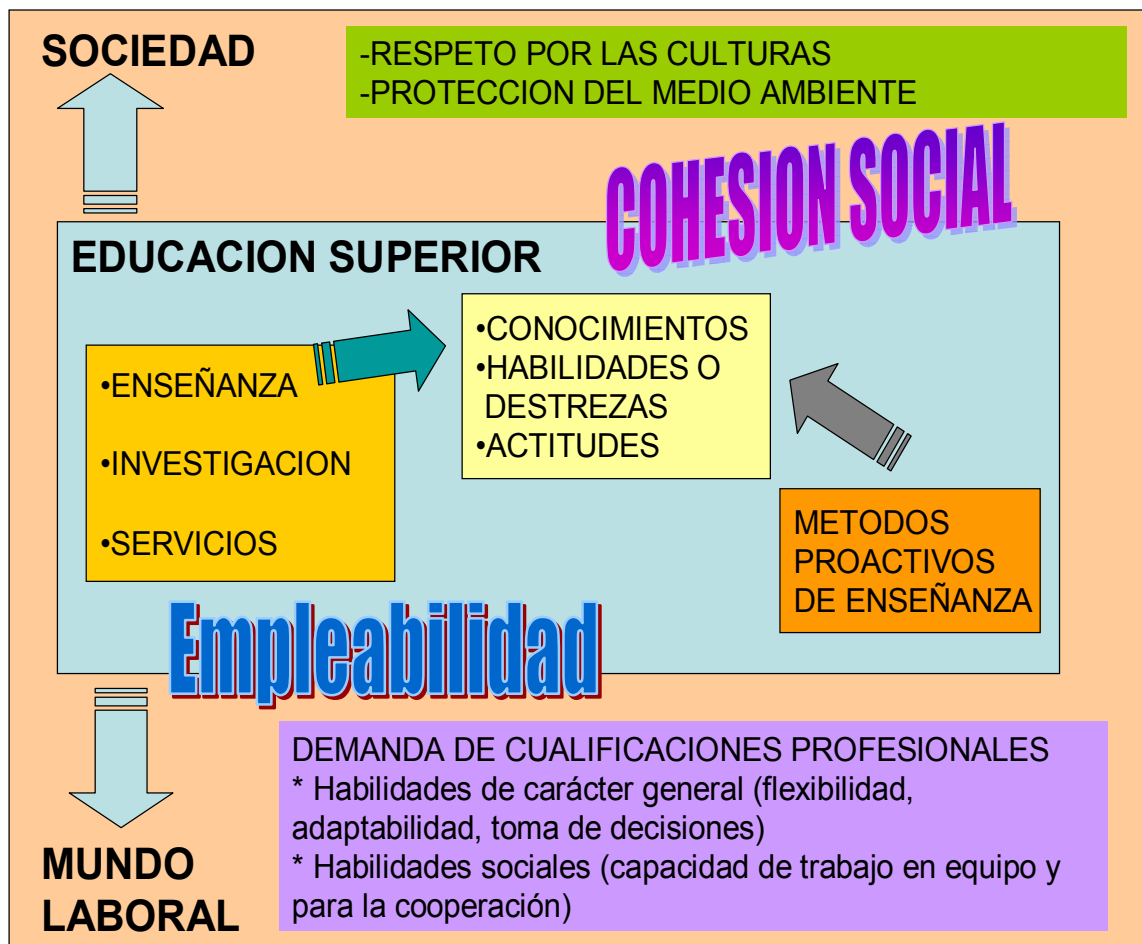 SOCIEDAD
-RESPETO POR LAS CULTURAS
-PROTECCION DEL MEDIO AMBIENTE
COHESION SOCIAL
EDUCACION SUPERIOR
•ENSEÑANZA
•INVESTIGACION
•SERVICIOS
•CONOCIMIENTOS
•HABILIDADES O
DESTREZAS
•ACTITUDES
METODOS
PROACTIVOS
DE ENSEÑANZA
Empleabilidad
MUNDO
LABORAL
DEMANDA DE CUALIFICACIONES PROFESIONALES
* Habilidades de carácter general (flexibilidad,
adaptabilidad, toma de decisiones)
* Habilidades sociales (capacidad de trabajo en equipo y
para la cooperación)